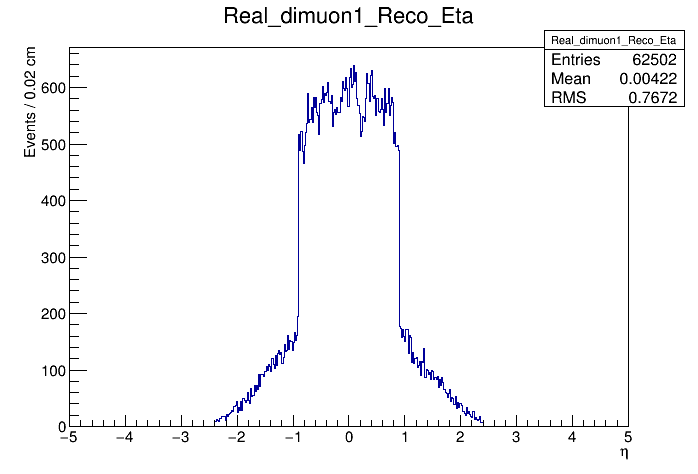 Real_dimuon1_Reco_Eta
Real_dimuon1_Reco_Eta
Entries 62502
Mean 0.00422
RMS 0.7672
Events / 0.02 cm
600
500
400
300
200
100
0
−5 −4 −3 −2 −1 0 1 2 3 4 5
η